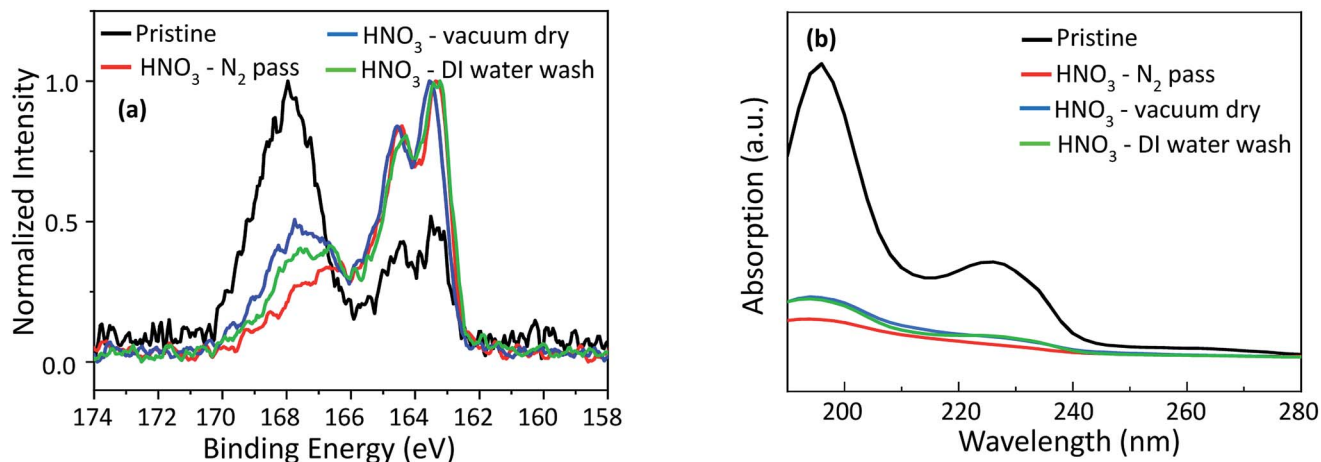 Pristine
HNO₃ - vacuum dry
HNO₃ - N₂ pass
HNO₃ - DI water wash
(a)
1.0
0.5
0.0
Normalized Intensity
174 172 170 168 166 164 162 160 158
Binding Energy (eV)
(b)
Pristine
HNO₃ - N₂ pass
HNO₃ - vacuum dry
HNO₃ - DI water wash
Absorption (a.u.)
200 220 240 260 280
Wavelength (nm)